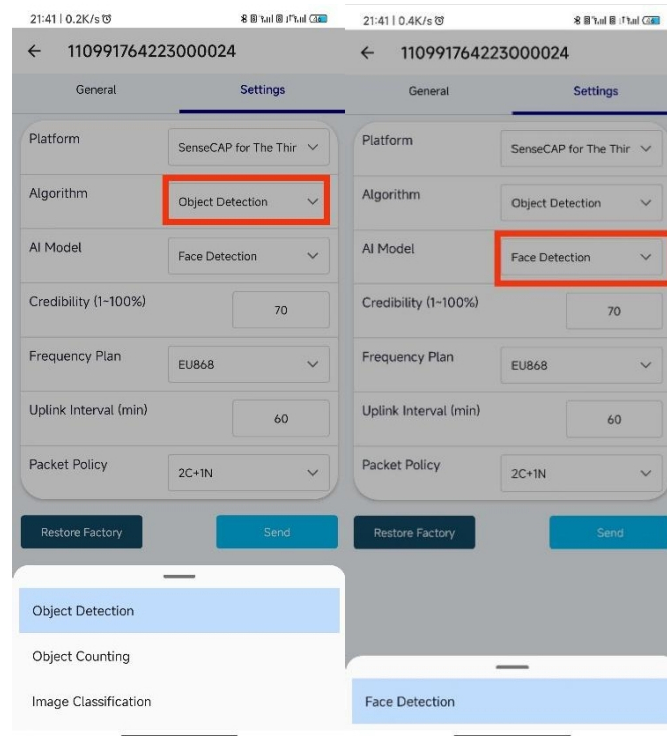 21:41 | 0.2K/s
110991764223000024
General Settings
Platform SenseCAP for The Thir
Algorithm Object Detection
AI Model Face Detection
Credibility (1~100%) 70
Frequency Plan EU868
Uplink Interval (min) 60
Packet Policy 2C+1N
Restore Factory Send
Object Detection
Object Counting
Image Classification
21:41 | 0.4K/s
110991764223000024
General Settings
Platform SenseCAP for The Thir
Algorithm Object Detection
AI Model Face Detection
Credibility (1~100%) 70
Frequency Plan EU868
Uplink Interval (min) 60
Packet Policy 2C+1N
Restore Factory Send
Face Detection